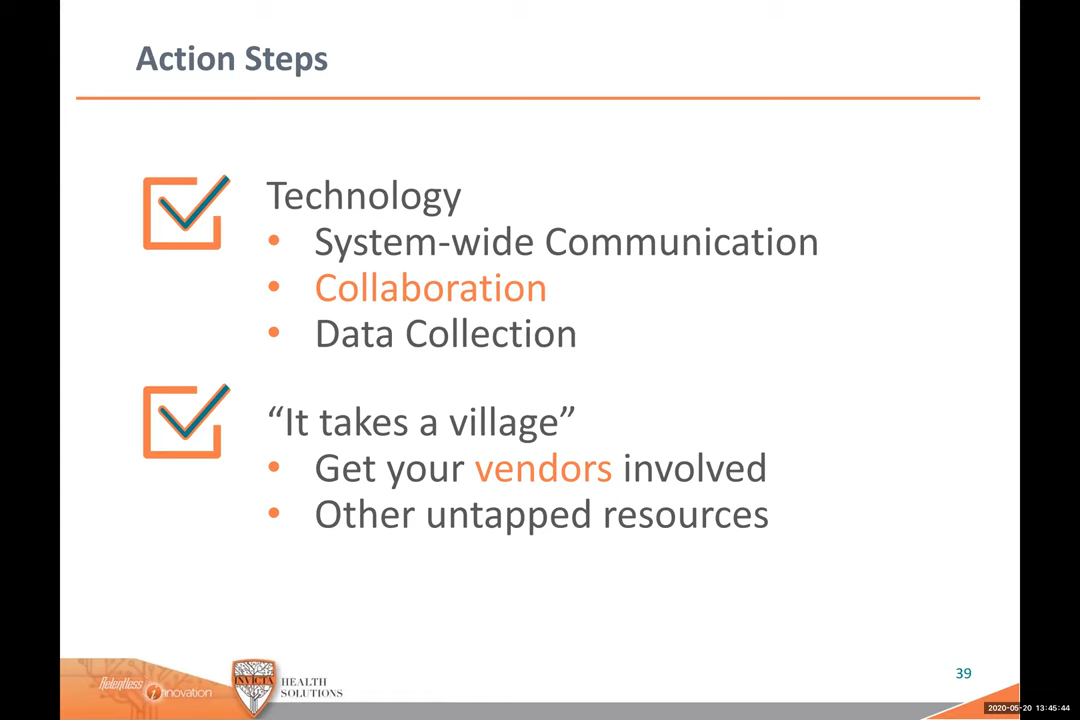 Action Steps
Technology
• System-wide Communication
• Collaboration
• Data Collection
“It takes a village”
• Get your vendors involved
• Other untapped resources
Relentless innovation
INVICTA
HEALTH
SOLUTIONS
39
2020-05-20 13:45:44